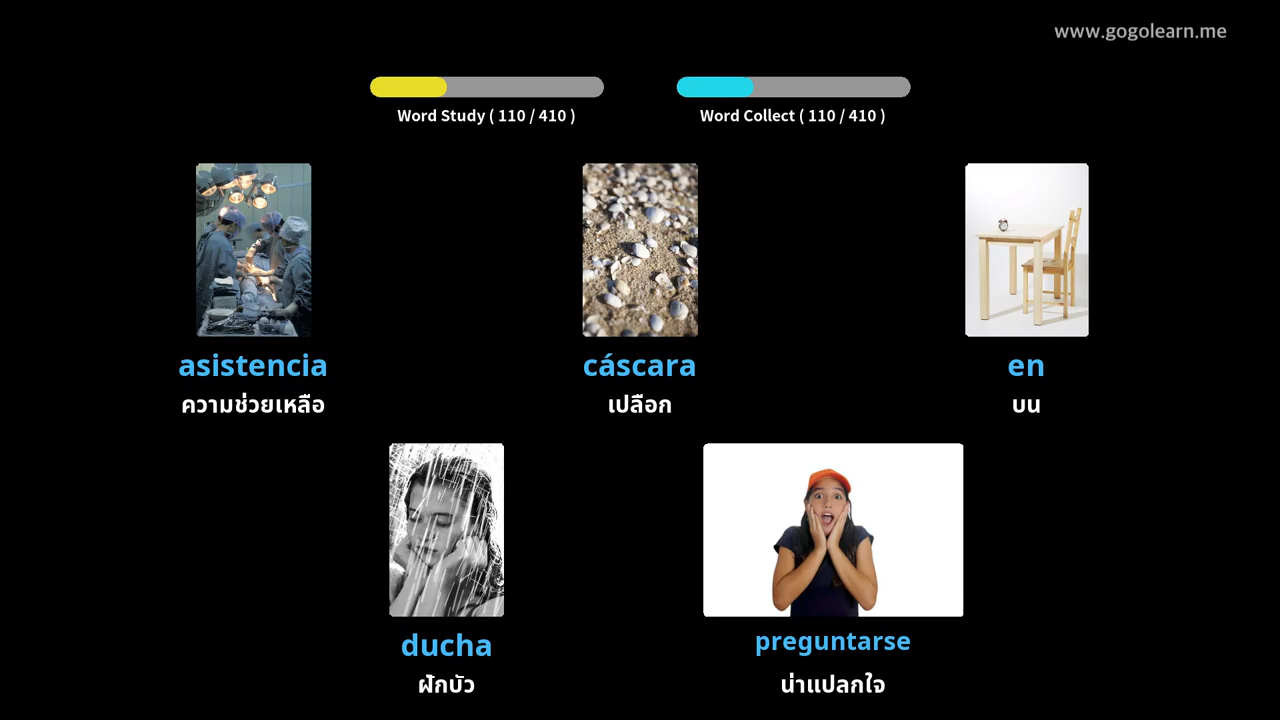 www.gogolearn.me
Word Study ( 110 / 410 )
Word Collect ( 110 / 410 )
asistencia
ความช่วยเหลือ
cáscara
เปลือก
en
บน
ducha
ฝักบัว
preguntarse
น่าแปลกใจ